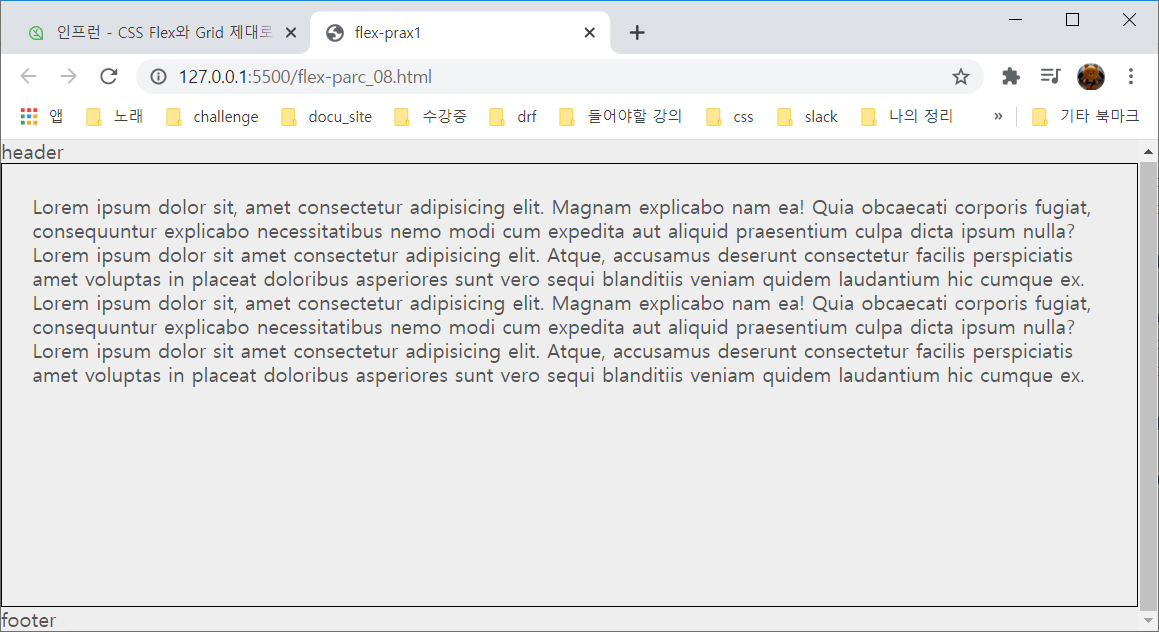 인프런 - CSS Flex와 Grid 제대로
flex-prax1
127.0.0.1:5500/flex-parc_08.html
앱 노래 challenge docu_site 수강중 drf 들어야할 강의 css slack 나의 정리 » 기타 북마크
header
Lorem ipsum dolor sit, amet consectetur adipisicing elit. Magnam explicabo nam ea! Quia obcaecati corporis fugiat,
consequuntur explicabo necessitatibus nemo modi cum expedita aut aliquid praesentium culpa dicta ipsum nulla?
Lorem ipsum dolor sit amet consectetur adipisicing elit. Atque, accusamus deserunt consectetur facilis perspiciatis
amet voluptas in placeat doloribus asperiores sunt vero sequi blanditiis veniam quidem laudantium hic cumque ex.
Lorem ipsum dolor sit, amet consectetur adipisicing elit. Magnam explicabo nam ea! Quia obcaecati corporis fugiat,
consequuntur explicabo necessitatibus nemo modi cum expedita aut aliquid praesentium culpa dicta ipsum nulla?
Lorem ipsum dolor sit amet consectetur adipisicing elit. Atque, accusamus deserunt consectetur facilis perspiciatis
amet voluptas in placeat doloribus asperiores sunt vero sequi blanditiis veniam quidem laudantium hic cumque ex.
footer